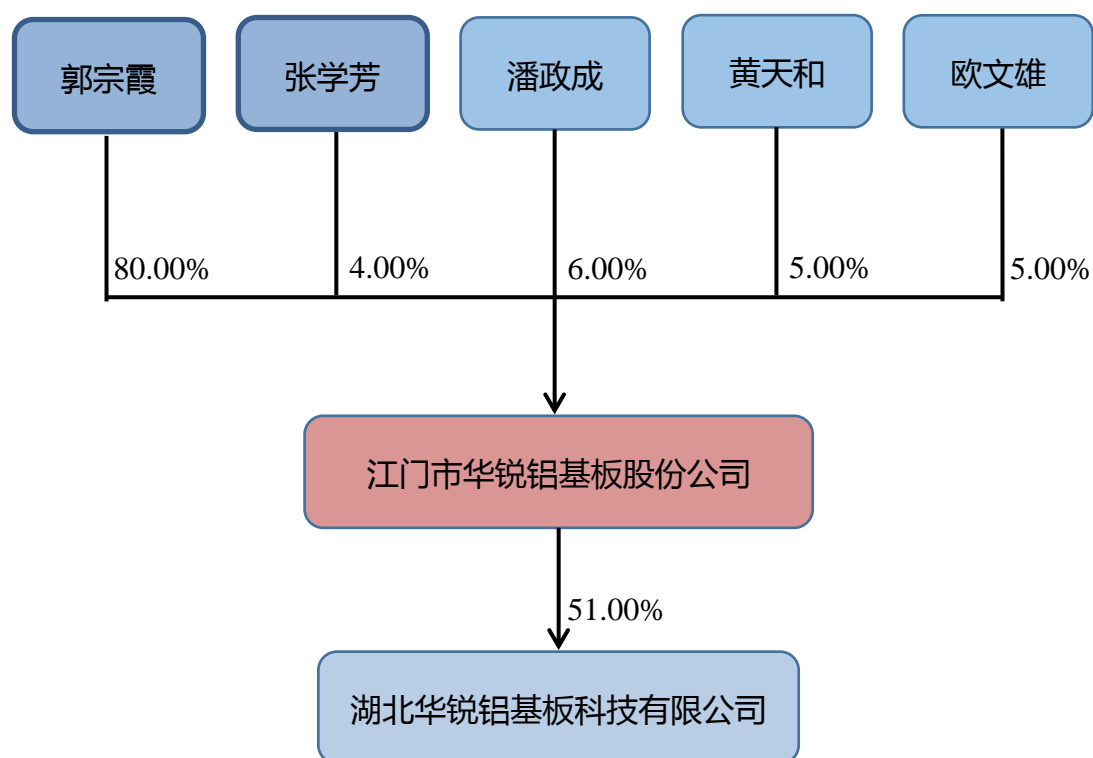 郭宗霞
张学芳
潘政成
黄天和
欧文雄
80.00%
4.00%
6.00%
5.00%
5.00%
江门市华锐铝基板股份公司
51.00%
湖北华锐铝基板科技有限公司